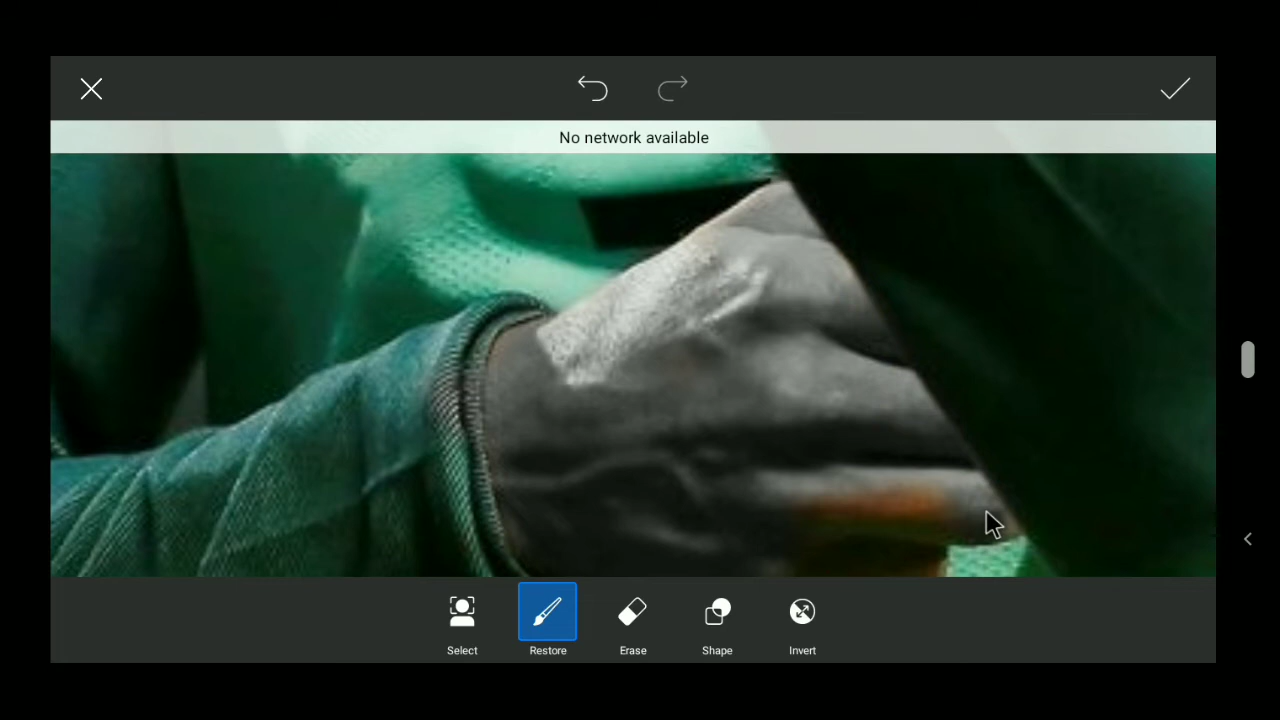 No network available
Select
Restore
Erase
Shape
Invert